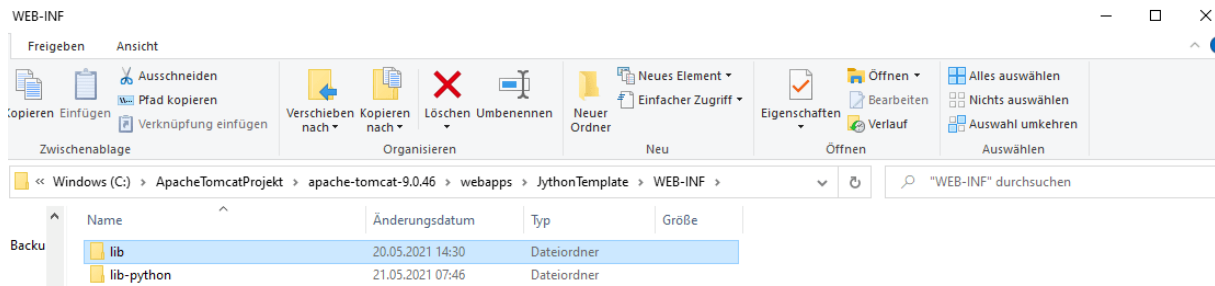 WEB-INF
Freigeben Ansicht
Ausschneiden
Pfad kopieren
Verknüpfung einfügen
Kopieren Einfügen
Zwischenablage
Verschieben nach
Kopieren nach
Löschen
Umbenennen
Organisieren
Neuer Ordner
Neues Element
Einfacher Zugriff
Neu
Eigenschaften
Öffnen
Bearbeiten
Verlauf
Öffnen
Alles auswählen
Nichts auswählen
Auswahl umkehren
Auswählen
« Windows (C:) › ApacheTomcatProjekt › apache-tomcat-9.0.46 › webapps › JythonTemplate › WEB-INF ›
"WEB-INF" durchsuchen
Name Änderungsdatum Typ Größe
Backu
lib 20.05.2021 14:30 Dateiordner
lib-python 21.05.2021 07:46 Dateiordner